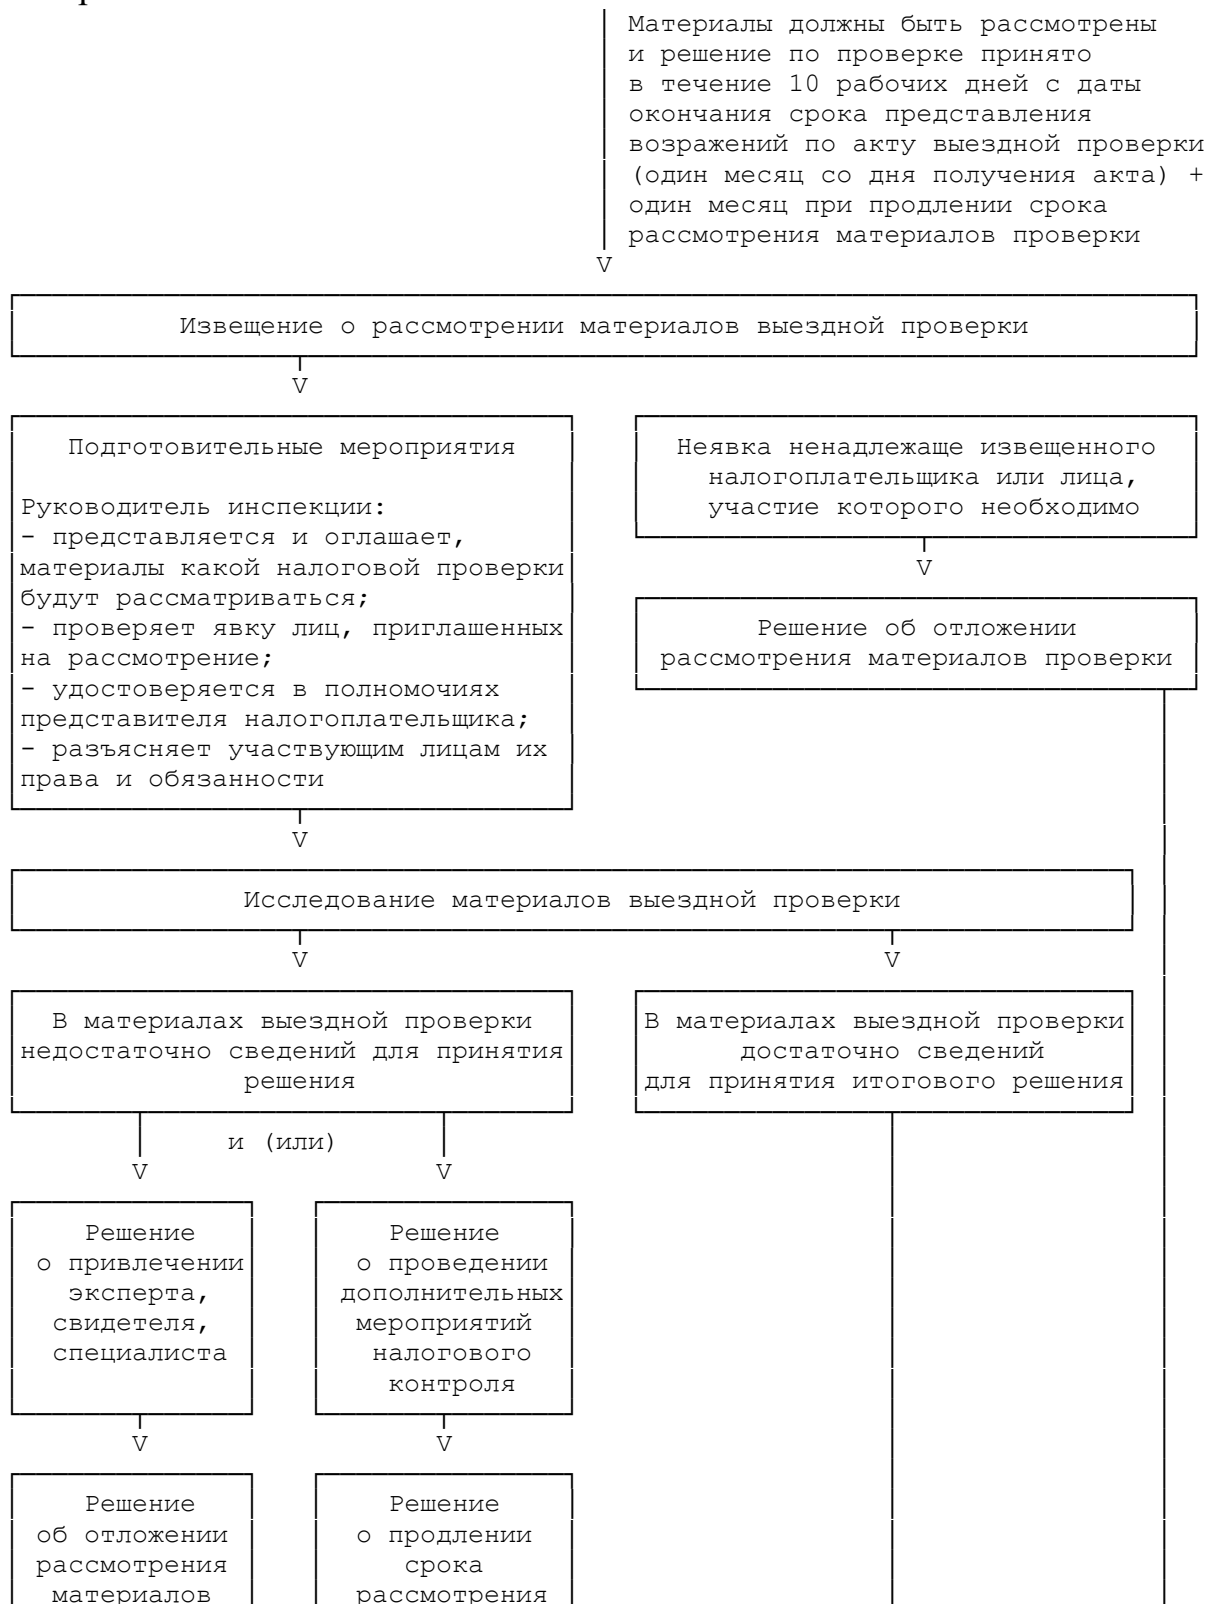 Материалы должны быть рассмотрены
и решение по проверке принято
в течение 10 рабочих дней с даты
окончания срока представления
возражений по акту выездной проверки
(один месяц со дня получения акта) +
один месяц при продлении срока
рассмотрения материалов проверки
V
Извещение о рассмотрении материалов выездной проверки
V
Подготовительные мероприятия
Руководитель инспекции:
- представляется и оглашает,
материалы какой налоговой проверки
будут рассматриваться;
- проверяет явку лиц, приглашенных
на рассмотрение;
- удостоверяется в полномочиях
представителя налогоплательщика;
- разъясняет участвующим лицам их
права и обязанности
Неявка ненадлежаще извещенного
налогоплательщика или лица,
участие которого необходимо
V
Решение об отложении
рассмотрения материалов проверки
V
Исследование материалов выездной проверки
V
V
В материалах выездной проверки
недостаточно сведений для принятия
решения
В материалах выездной проверки
достаточно сведений
для принятия итогового решения
и (или)
V
V
Решение
о привлечении
эксперта,
свидетеля,
специалиста
Решение
о проведении
дополнительных
мероприятий
налогового
контроля
V
V
Решение
об отложении
рассмотрения
материалов
Решение
о продлении
срока
рассмотрения